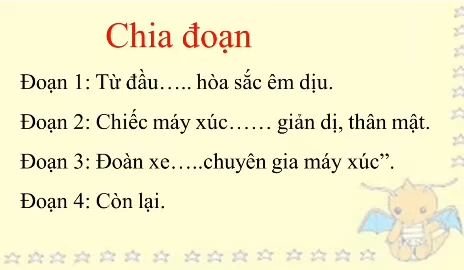 Chia đoạn
Đoạn 1: Từ đầu….. hòa sắc êm dịu.
Đoạn 2: Chiếc máy xúc…… giản dị, thân mật.
Đoạn 3: Đoàn xe…..chuyên gia máy xúc”.
Đoạn 4: Còn lại.